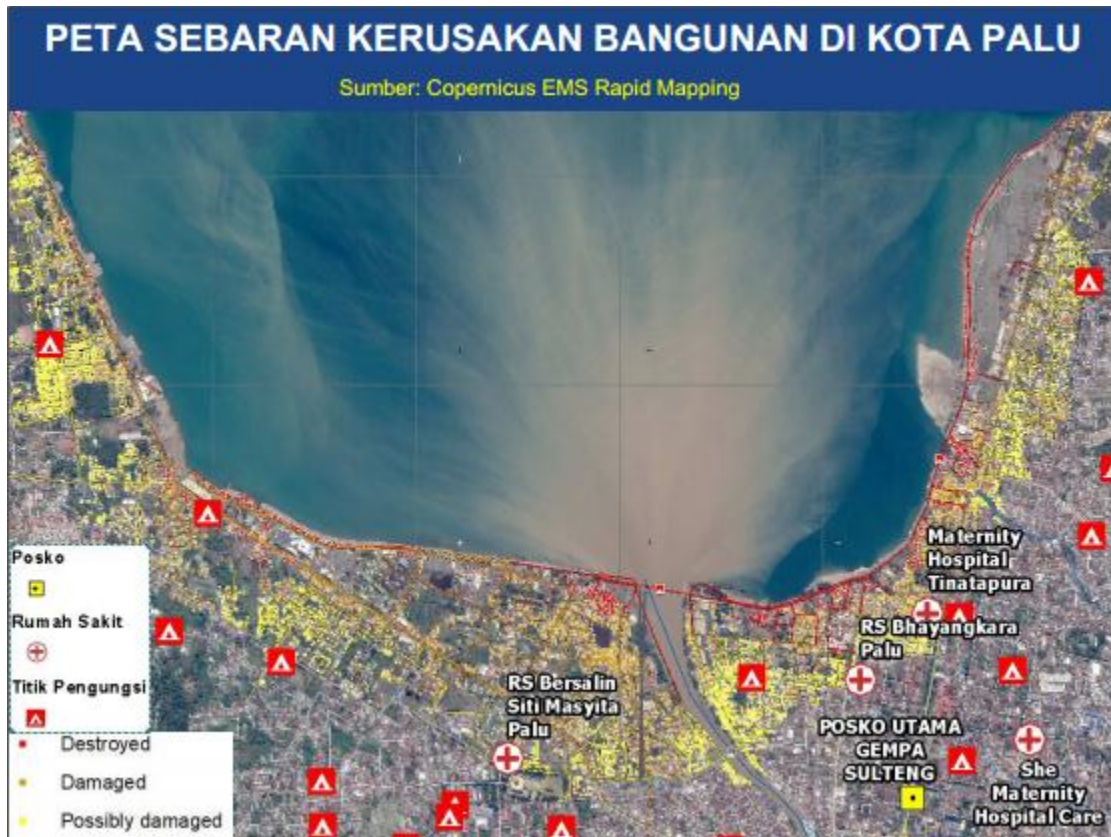 PETA SEBARAN KERUSAKAN BANGUNAN DI KOTA PALU
Sumber: Copernicus EMS Rapid Mapping
Maternity
Hospital
Tinatapura
RS Bhayangkara
Palu
RS Bersalin
Siti Masyita
Palu
POSKO UTAMA
GEMPA
SULTENG
She
Maternity
Hospital Care
Posko
Rumah Sakit
Titik Pengungsi
Destroyed
Damaged
Possibly damaged